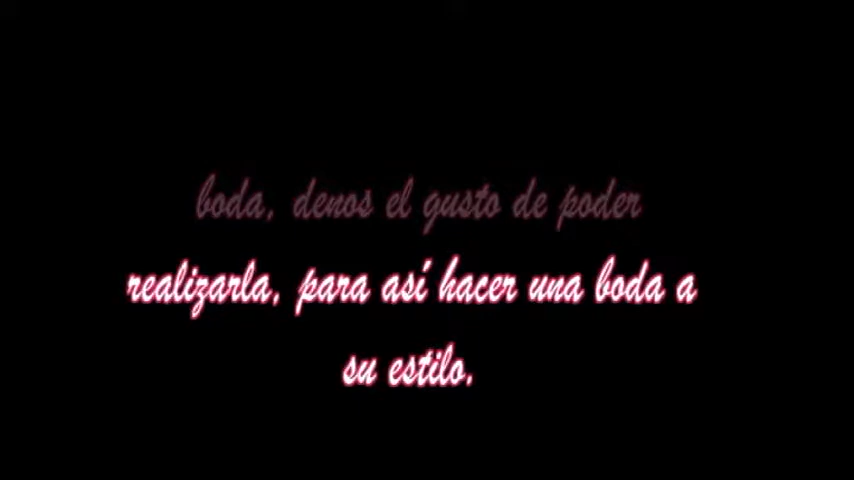 boda, denos el gusto de poder
realizarla, para así hacer una boda a
su estilo.